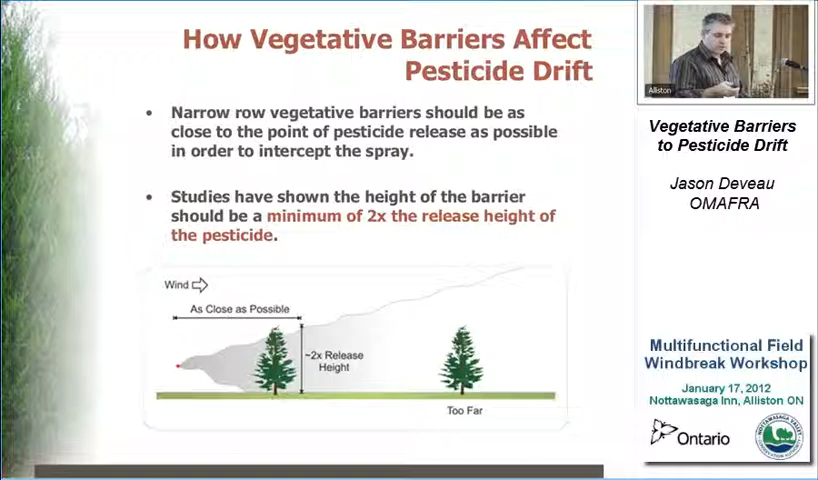 How Vegetative Barriers Affect
Pesticide Drift
• Narrow row vegetative barriers should be as
close to the point of pesticide release as possible
in order to intercept the spray.
• Studies have shown the height of the barrier
should be a minimum of 2x the release height of
the pesticide.
Wind
As Close as Possible
~2x Release
Height
Too Far
Alliston
Vegetative Barriers
to Pesticide Drift
Jason Deveau
OMAFRA
Multifunctional Field
Windbreak Workshop
January 17, 2012
Nottawasaga Inn, Alliston ON
Ontario
NOTTAWASAGA VALLEY
CONSERVATION AUTHORITY